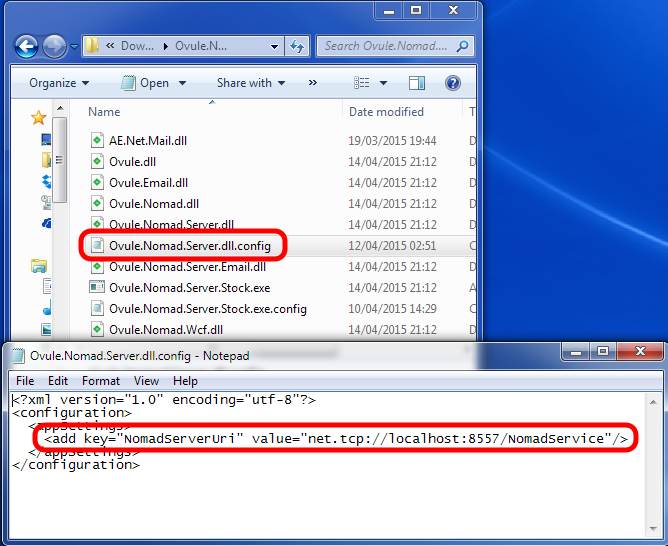 « Dow... Ovule.N... Search Ovule.Nomad....
Organize Open Share with »
Name Date modified T
AE.Net.Mail.dll 19/03/2015 19:44 D
Ovule.dll 14/04/2015 21:12 D
Ovule.Email.dll 14/04/2015 21:12 D
Ovule.Nomad.dll 14/04/2015 21:12 D
Ovule.Nomad.Server.dll 14/04/2015 21:12 D
Ovule.Nomad.Server.dll.config 12/04/2015 02:51 C
Ovule.Nomad.Server.Email.dll 14/04/2015 21:12 D
Ovule.Nomad.Server.Stock.exe 14/04/2015 21:12
Ovule.Nomad.Server.Stock.exe.config 10/04/2015 14:29 C
Ovule.Nomad.Wcf.dll 14/04/2015 21:12 D
Ovule.Nomad.Server.dll.config - Notepad
File Edit Format View Help
<?xml version="1.0" encoding="utf-8"?>
<configuration>
<appSettings>
<add key="NomadServerUri" value="net.tcp://localhost:8557/NomadService"/>
</appSettings>
</configuration>